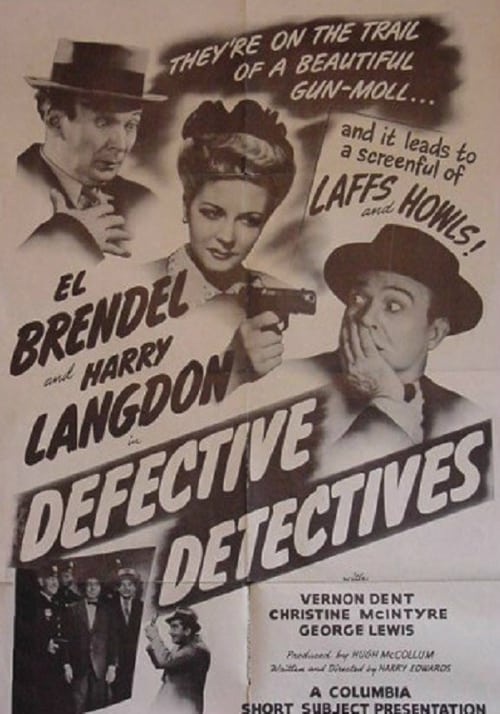 THEY'RE ON THE TRAIL
OF A BEAUTIFUL
GUN-MOLL...
and it leads to
a screenful of
LAFFS
and HOWLS!
EL
BRENDEL
and HARRY
LANGDON
in
DEFECTIVE
DETECTIVES
with
VERNON DENT
CHRISTINE McINTYRE
GEORGE LEWIS
Produced by HUGH McCOLLUM
Written and Directed by HARRY EDWARDS
A COLUMBIA
SHORT SUBJECT PRESENTATION